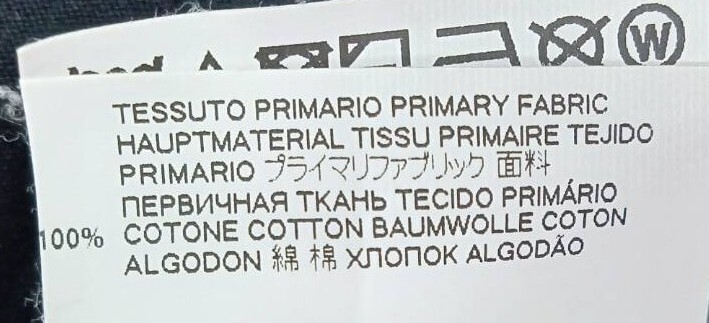 W
TESSUTO PRIMARIO PRIMARY FABRIC
HAUPTMATERIAL TISSU PRIMAIRE TEJIDO
PRIMARIO プライマリファブリック 面料
ПЕРВИЧНАЯ ТКАНЬ TECIDO PRIMÁRIO
100% COTONE COTTON BAUMWOLLE COTON
ALGODON 綿 棉 ХЛОПОК ALGODÃO